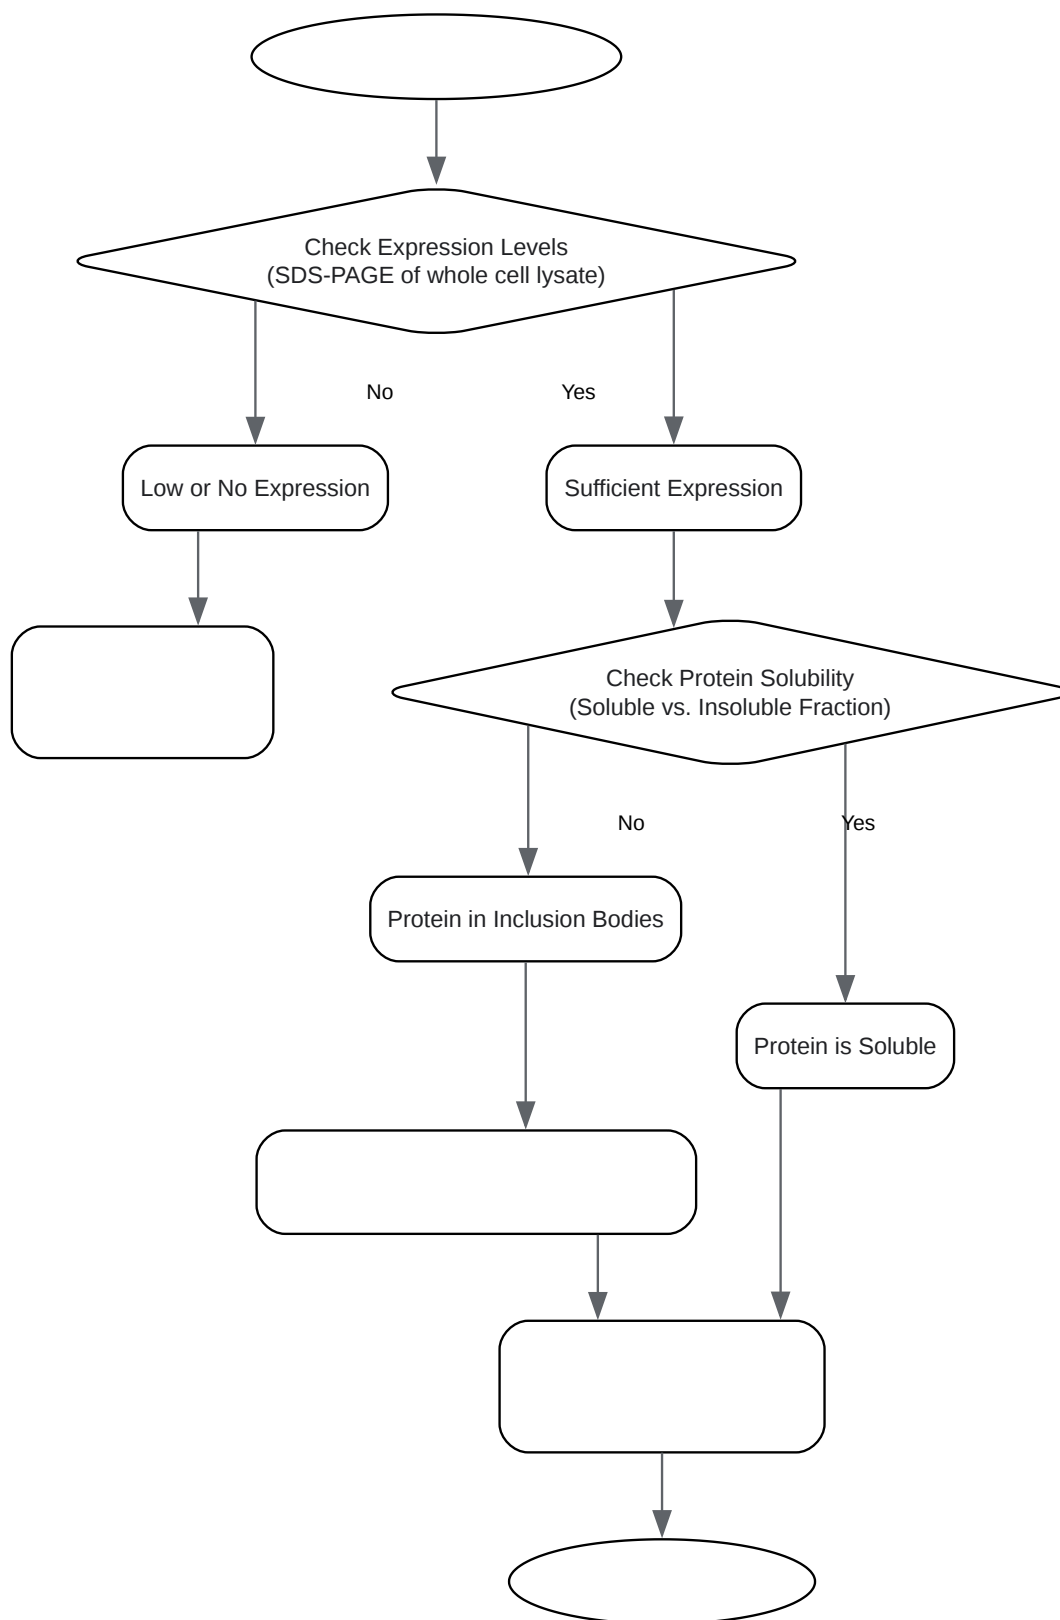 Check Expression Levels
(SDS-PAGE of whole cell lysate)
No
Yes
Low or No Expression
Sufficient Expression
Check Protein Solubility
(Soluble vs. Insoluble Fraction)
No
Yes
Protein in Inclusion Bodies
Protein is Soluble